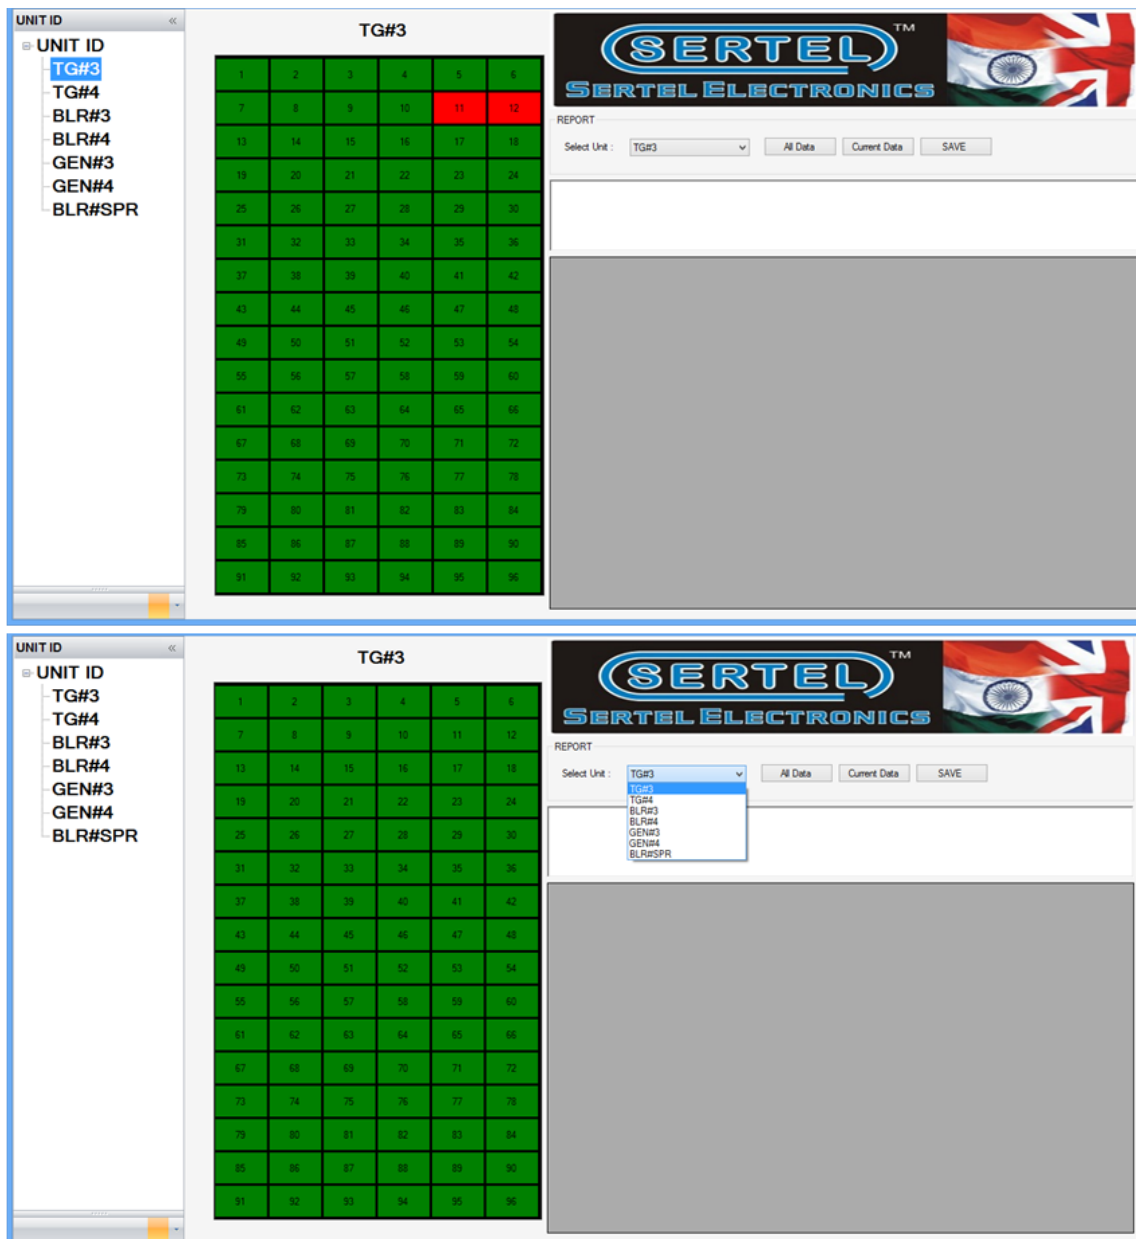 UNIT ID «
UNIT ID
TG#3
TG#4
BLR#3
BLR#4
GEN#3
GEN#4
BLR#SPR
TG#3
1 2 3 4 5 6
7 8 9 10 11 12
13 14 15 16 17 18
19 20 21 22 23 24
25 26 27 28 29 30
31 32 33 34 35 36
37 38 39 40 41 42
43 44 45 46 47 48
49 50 51 52 53 54
55 56 57 58 59 60
61 62 63 64 65 66
67 68 69 70 71 72
73 74 75 76 77 78
79 80 81 82 83 84
85 86 87 88 89 90
91 92 93 94 95 96
SERTEL TM
SERTEL ELECTRONICS
REPORT
Select Unit : TG#3 All Data Current Data SAVE
UNIT ID «
UNIT ID
TG#3
TG#4
BLR#3
BLR#4
GEN#3
GEN#4
BLR#SPR
TG#3
1 2 3 4 5 6
7 8 9 10 11 12
13 14 15 16 17 18
19 20 21 22 23 24
25 26 27 28 29 30
31 32 33 34 35 36
37 38 39 40 41 42
43 44 45 46 47 48
49 50 51 52 53 54
55 56 57 58 59 60
61 62 63 64 65 66
67 68 69 70 71 72
73 74 75 76 77 78
79 80 81 82 83 84
85 86 87 88 89 90
91 92 93 94 95 96
SERTEL TM
SERTEL ELECTRONICS
REPORT
Select Unit : TG#3 All Data Current Data SAVE
TG#3
TG#4
BLR#3
BLR#4
GEN#3
GEN#4
BLR#SPR